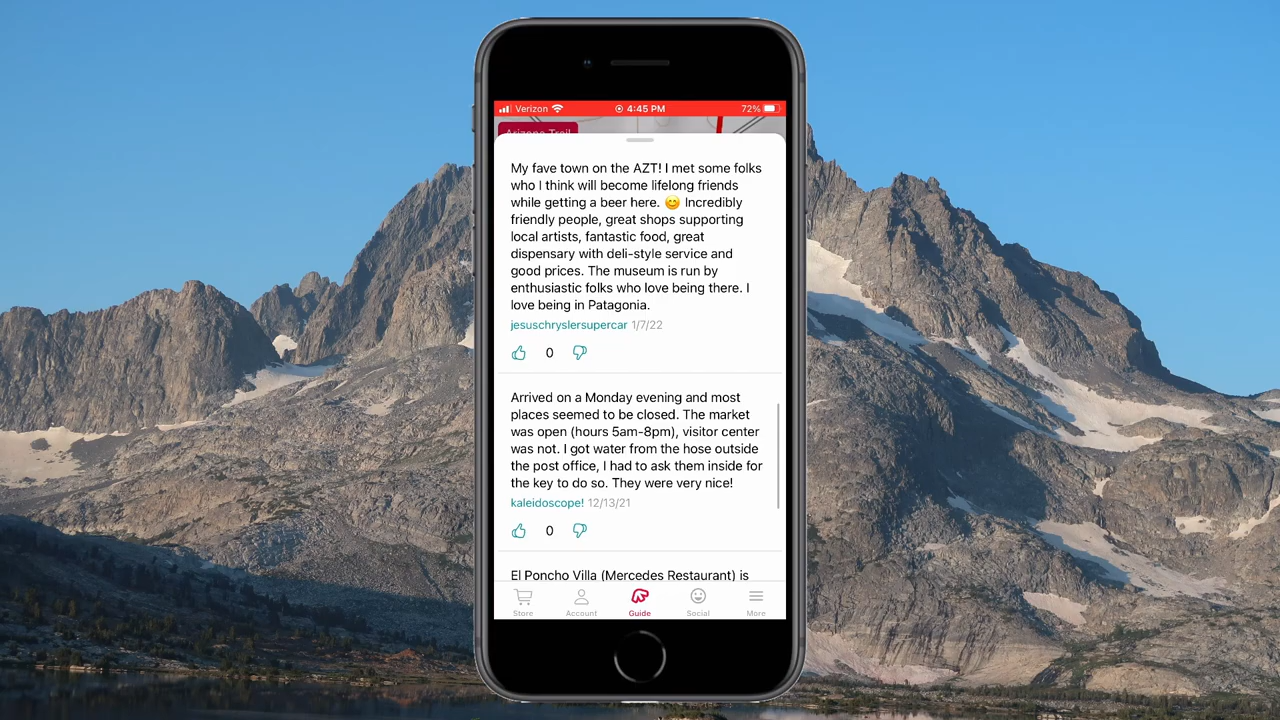 Verizon 4:45 PM 72%
Arizona Trail
My fave town on the AZT! I met some folks
who I think will become lifelong friends
while getting a beer here. 😊 Incredibly
friendly people, great shops supporting
local artists, fantastic food, great
dispensary with deli-style service and
good prices. The museum is run by
enthusiastic folks who love being there. I
love being in Patagonia.
jesuschryslersupercar 1/7/22
0
Arrived on a Monday evening and most
places seemed to be closed. The market
was open (hours 5am-8pm), visitor center
was not. I got water from the hose outside
the post office, I had to ask them inside for
the key to do so. They were very nice!
kaleidoscope! 12/13/21
0
El Poncho Villa (Mercedes Restaurant) is
Store Account Guide Social More